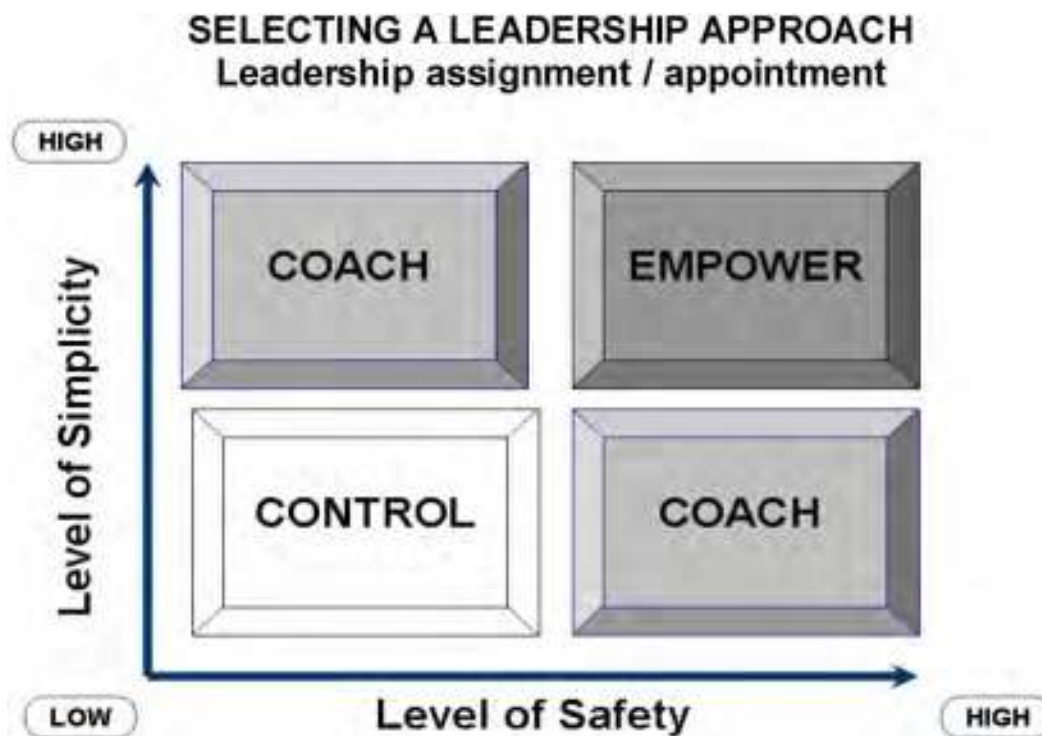 SELECTING A LEADERSHIP APPROACH
Leadership assignment / appointment
HIGH
Level of Simplicity
COACH
EMPOWER
CONTROL
COACH
LOW
Level of Safety
HIGH